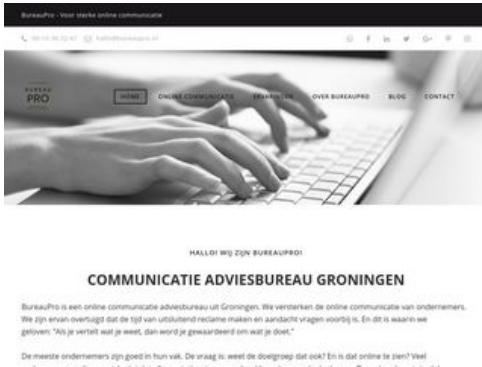 BureauPro - Voor sterke online communicatie
hallo@bureaupro.nl
BUREAU
PRO
HOME ONLINE COMMUNICATIE ERVARINGEN OVER BUREAUPRO BLOG CONTACT
HALLO! WIJ ZIJN BUREAUPRO!
COMMUNICATIE ADVIESBUREAU GRONINGEN
BureauPro is een online communicatie adviesbureau uit Groningen. We versterken de online communicatie van ondernemers.
We zijn ervan overtuigd dat de tijd van uitsluitend reclame maken en aandacht vragen voorbij is. En dit is waarin we
geloven: "Als je vertelt wat je weet, dan word je gewaardeerd om wat je doet."
De meeste ondernemers zijn goed in hun vak. De vraag is: weet de doelgroep dat ook? En is dat online te zien? Veel